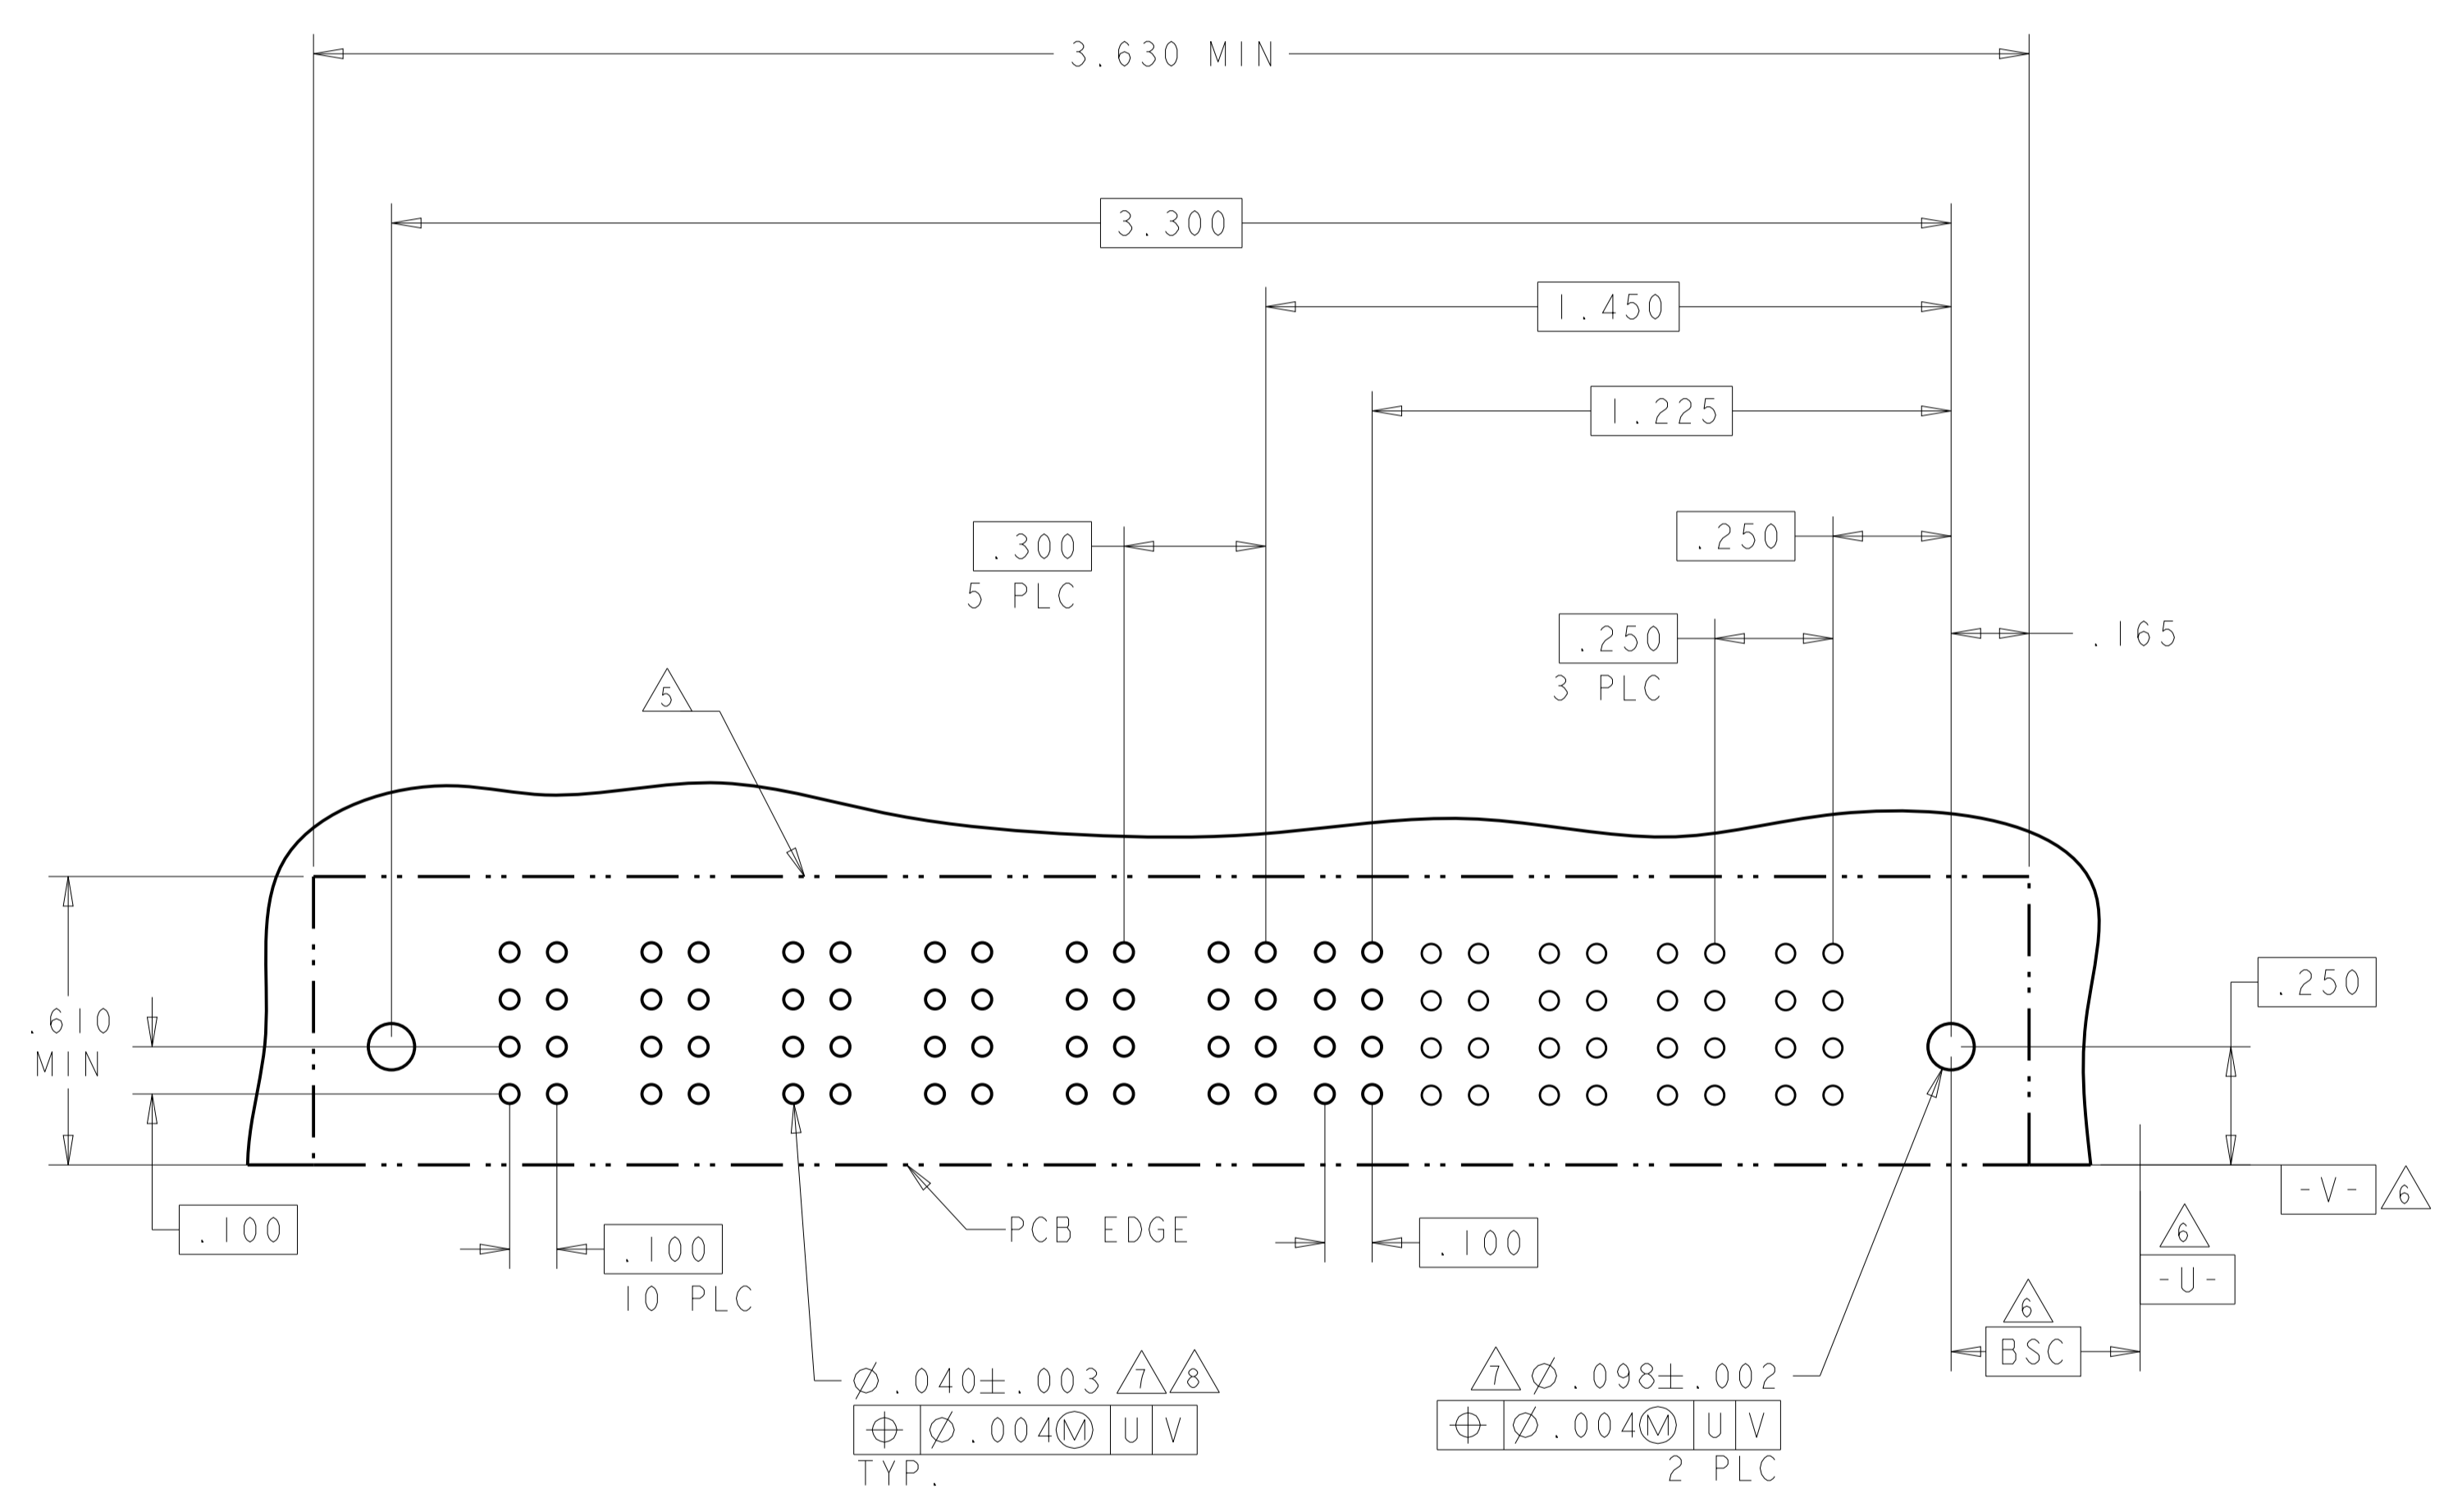 3.630 MIN
3.300
1.450
1.225
.300
5 PLC
.250
.250
3 PLC
.165
5
.610
MIN
.250
.100
.100
10 PLC
PCB EDGE
.100
-V-
6
6
-U-
6
BSC
⌀.040±.003 7 8
⌖ ⌀.004Ⓜ U V
TYP.
7 ⌀.098±.002
⌖ ⌀.004Ⓜ U V
2 PLC